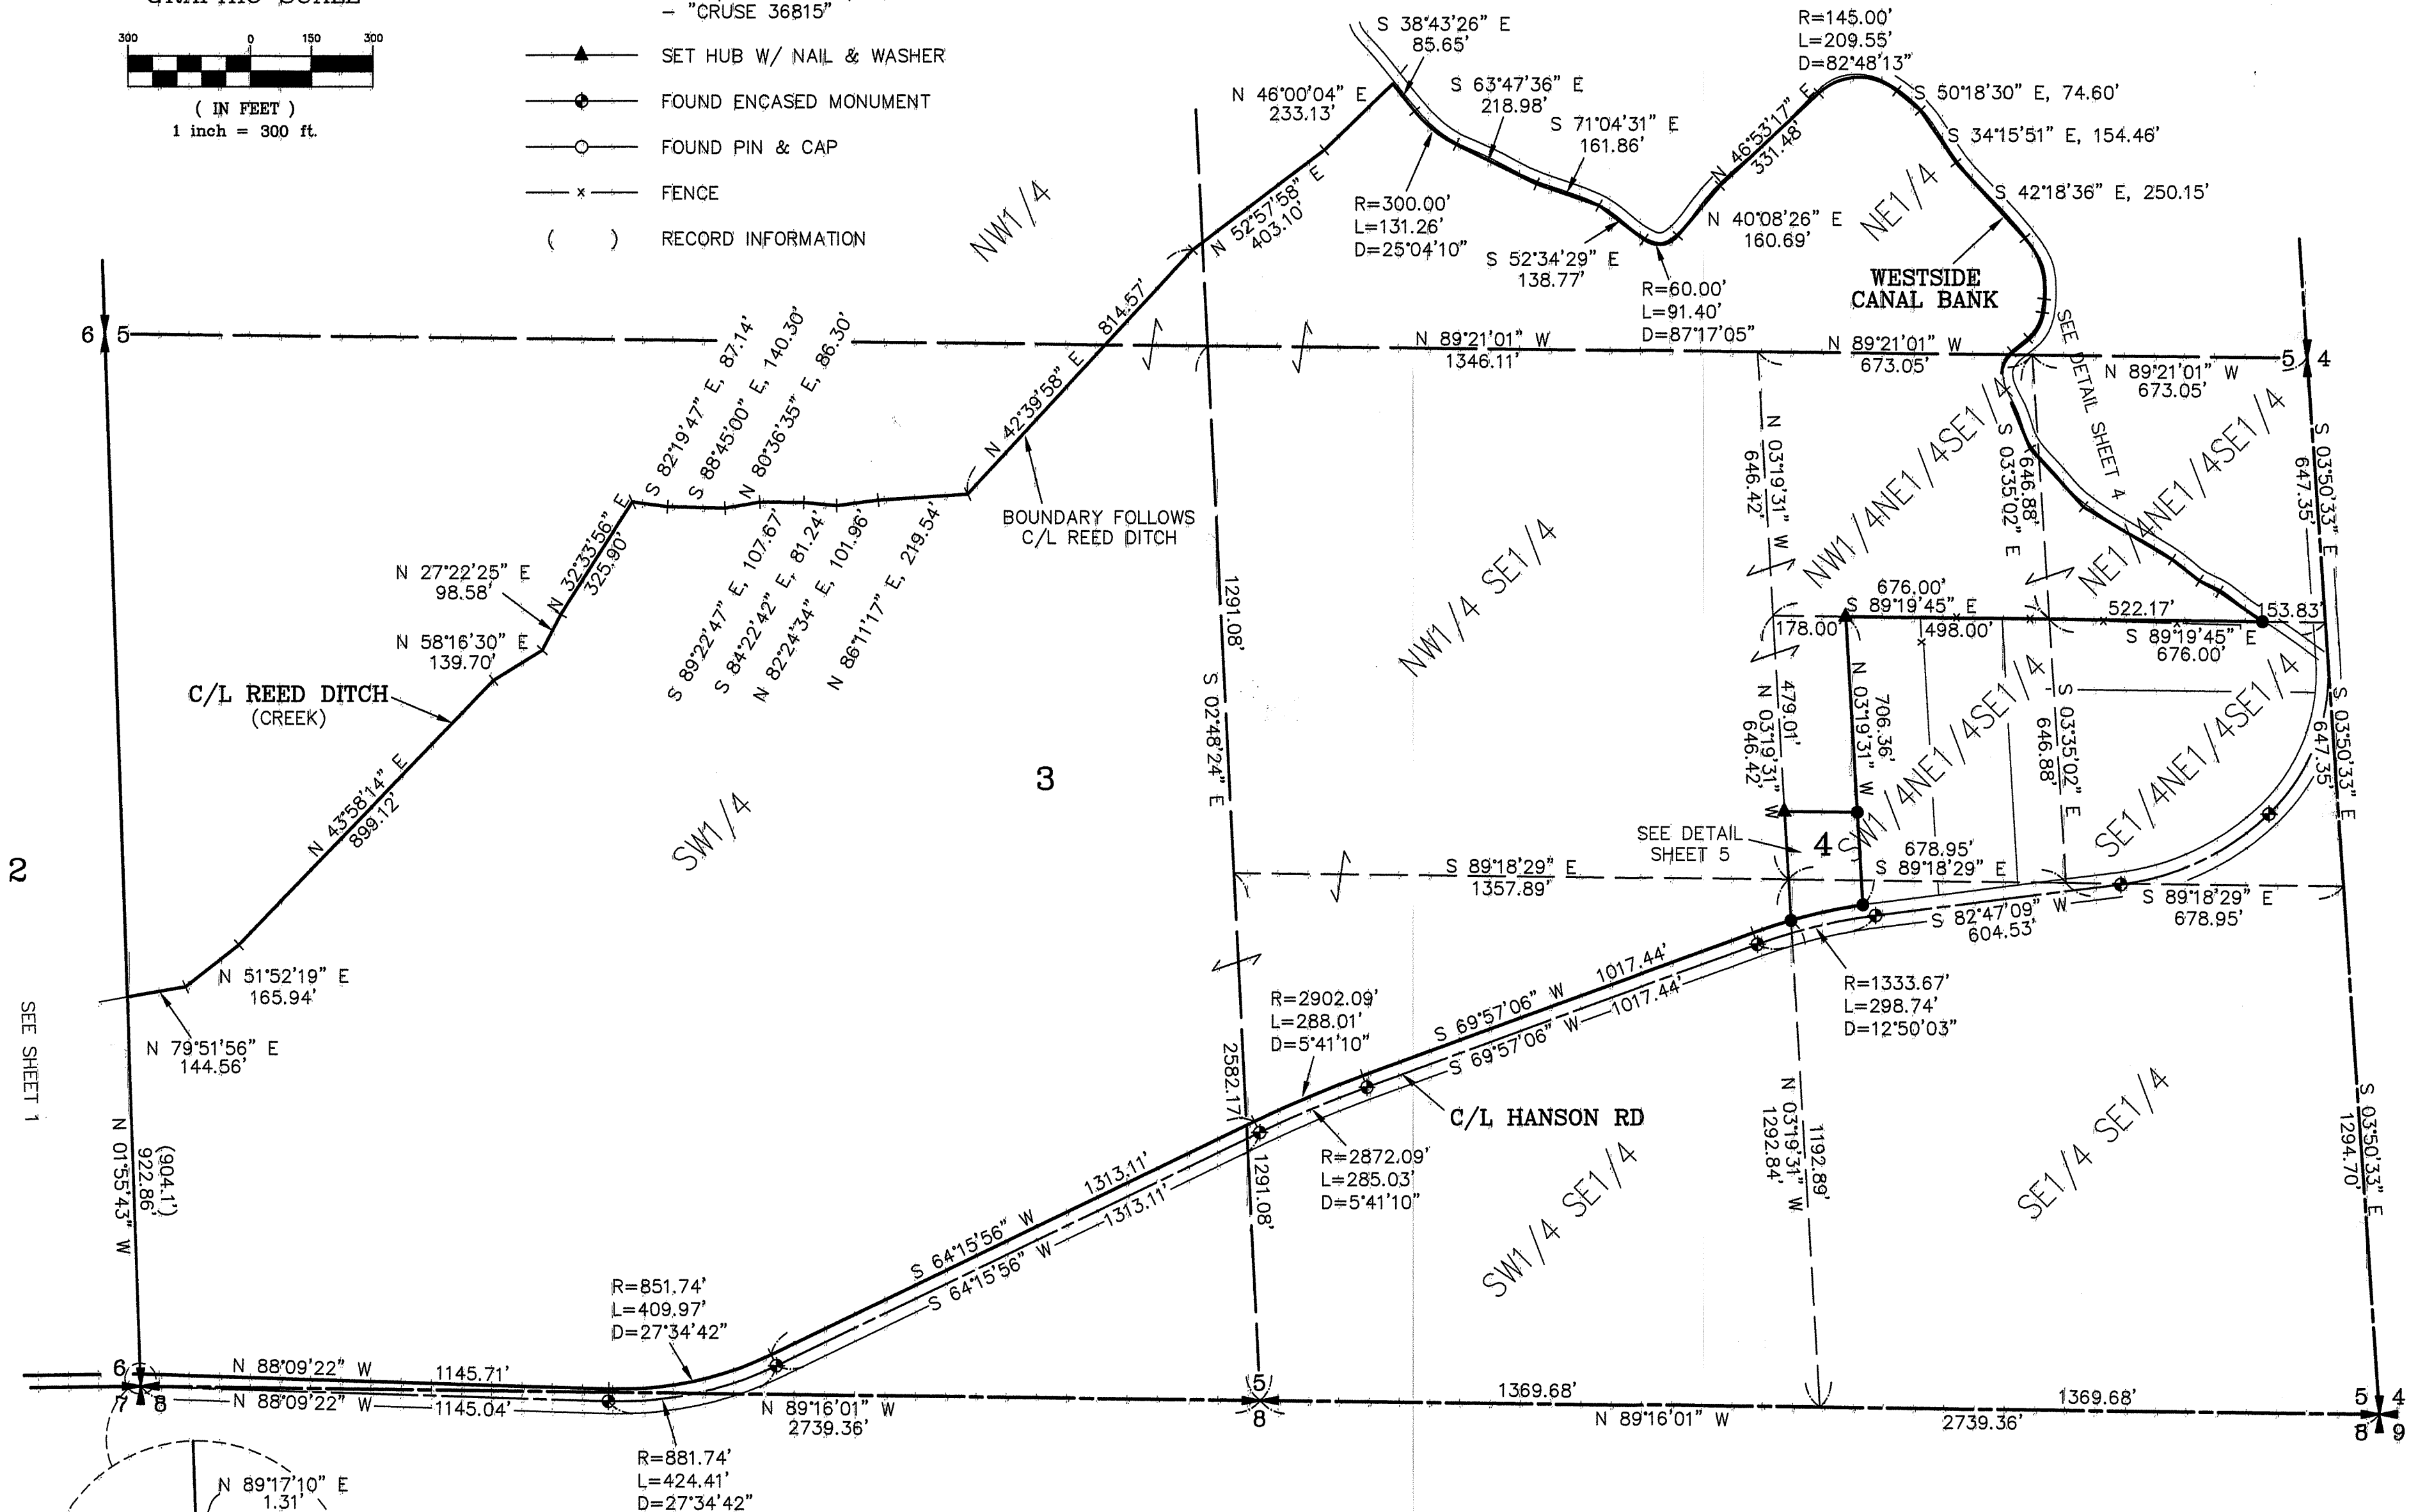 GRAPHIC SCALE
300 0 150 300
( IN FEET )
1 inch = 300 ft.
- "CRUSE 36815"
SET HUB W/ NAIL & WASHER
FOUND ENCASED MONUMENT
FOUND PIN & CAP
FENCE
( ) RECORD INFORMATION
S 38°43'26" E
85.65'
N 46°00'04" E
233.13'
S 63°47'36" E
218.98'
S 71°04'31" E
161.86'
R=145.00'
L=209.55'
D=82°48'13"
S 50°18'30" E, 74.60'
S 34°15'51" E, 154.46'
S 42°18'36" E, 250.15'
N 46°53'17" E
331.48'
N 40°08'26" E
160.69'
NE1/4
WESTSIDE
CANAL BANK
R=300.00'
L=131.26'
D=25°04'10"
S 52°34'29" E
138.77'
R=60.00'
L=91.40'
D=87°17'05"
N 52°57'58" E
403.10'
NW1/4
814.57'
N 42°39'58" E
6 5
S 82°19'47" E, 87.14'
S 88°45'00" E, 140.30'
N 80°36'35" E, 86.30'
S 89°22'47" E, 107.67'
S 84°22'42" E, 81.24'
N 82°24'34" E, 101.96'
N 86°11'17" E, 219.54'
BOUNDARY FOLLOWS
C/L REED DITCH
N 89°21'01" W
1346.11'
N 89°21'01" W
673.05'
N 89°21'01" W
673.05'
5 4
SEE DETAIL SHEET 4
N 03°19'31" W
646.42'
NW1/4NE1/4SE1/4
S 03°35'02" E
646.88'
NE1/4NE1/4SE1/4
S 03°50'33" E
647.35'
N 32°33'56" E
325.90'
N 27°22'25" E
98.58'
N 58°16'30" E
139.70'
C/L REED DITCH
(CREEK)
N 43°58'14" E
899.12'
N 51°52'19" E
165.94'
N 79°51'56" E
144.56'
SW1/4
3
2
SEE SHEET 1
1291.08'
S 02°48'24" E
NW1/4 SE1/4
676.00'
S 89°19'45" E
178.00'
498.00'
522.17'
153.83'
S 89°19'45" E
676.00'
479.01'
N 03°19'31" W
646.42'
706.36'
N 03°19'31" W
SW1/4NE1/4SE1/4
S 03°35'02" E
646.88'
SE1/4NE1/4SE1/4
S 03°50'33" E
647.35'
SEE DETAIL
SHEET 5
4
S 89°18'29" E
1357.89'
678.95'
S 89°18'29" E
S 89°18'29" E
678.95'
S 82°47'09" W
604.53'
R=1333.67'
L=298.74'
D=12°50'03"
1017.44'
S 69°57'06" W
S 69°57'06" W 1017.44'
R=2902.09'
L=288.01'
D=5°41'10"
2582.17'
C/L HANSON RD
R=2872.09'
L=285.03'
D=5°41'10"
1291.08'
SW1/4 SE1/4
1192.89'
N 03°19'31" W
1292.84'
SE1/4 SE1/4
S 03°50'33" E
1294.70'
N 01°55'43" W
922.86'
(904.1')
1313.11'
S 64°15'56" W
S 64°15'56" W 1313.11'
R=851.74'
L=409.97'
D=27°34'42"
6
7 8
N 88°09'22" W 1145.71'
N 88°09'22" W 1145.04'
N 89°16'01" W
2739.36'
R=881.74'
L=424.41'
D=27°34'42"
5
8
1369.68'
N 89°16'01" W
2739.36'
1369.68'
5 4
8 9
N 89°17'10" E
1.31'